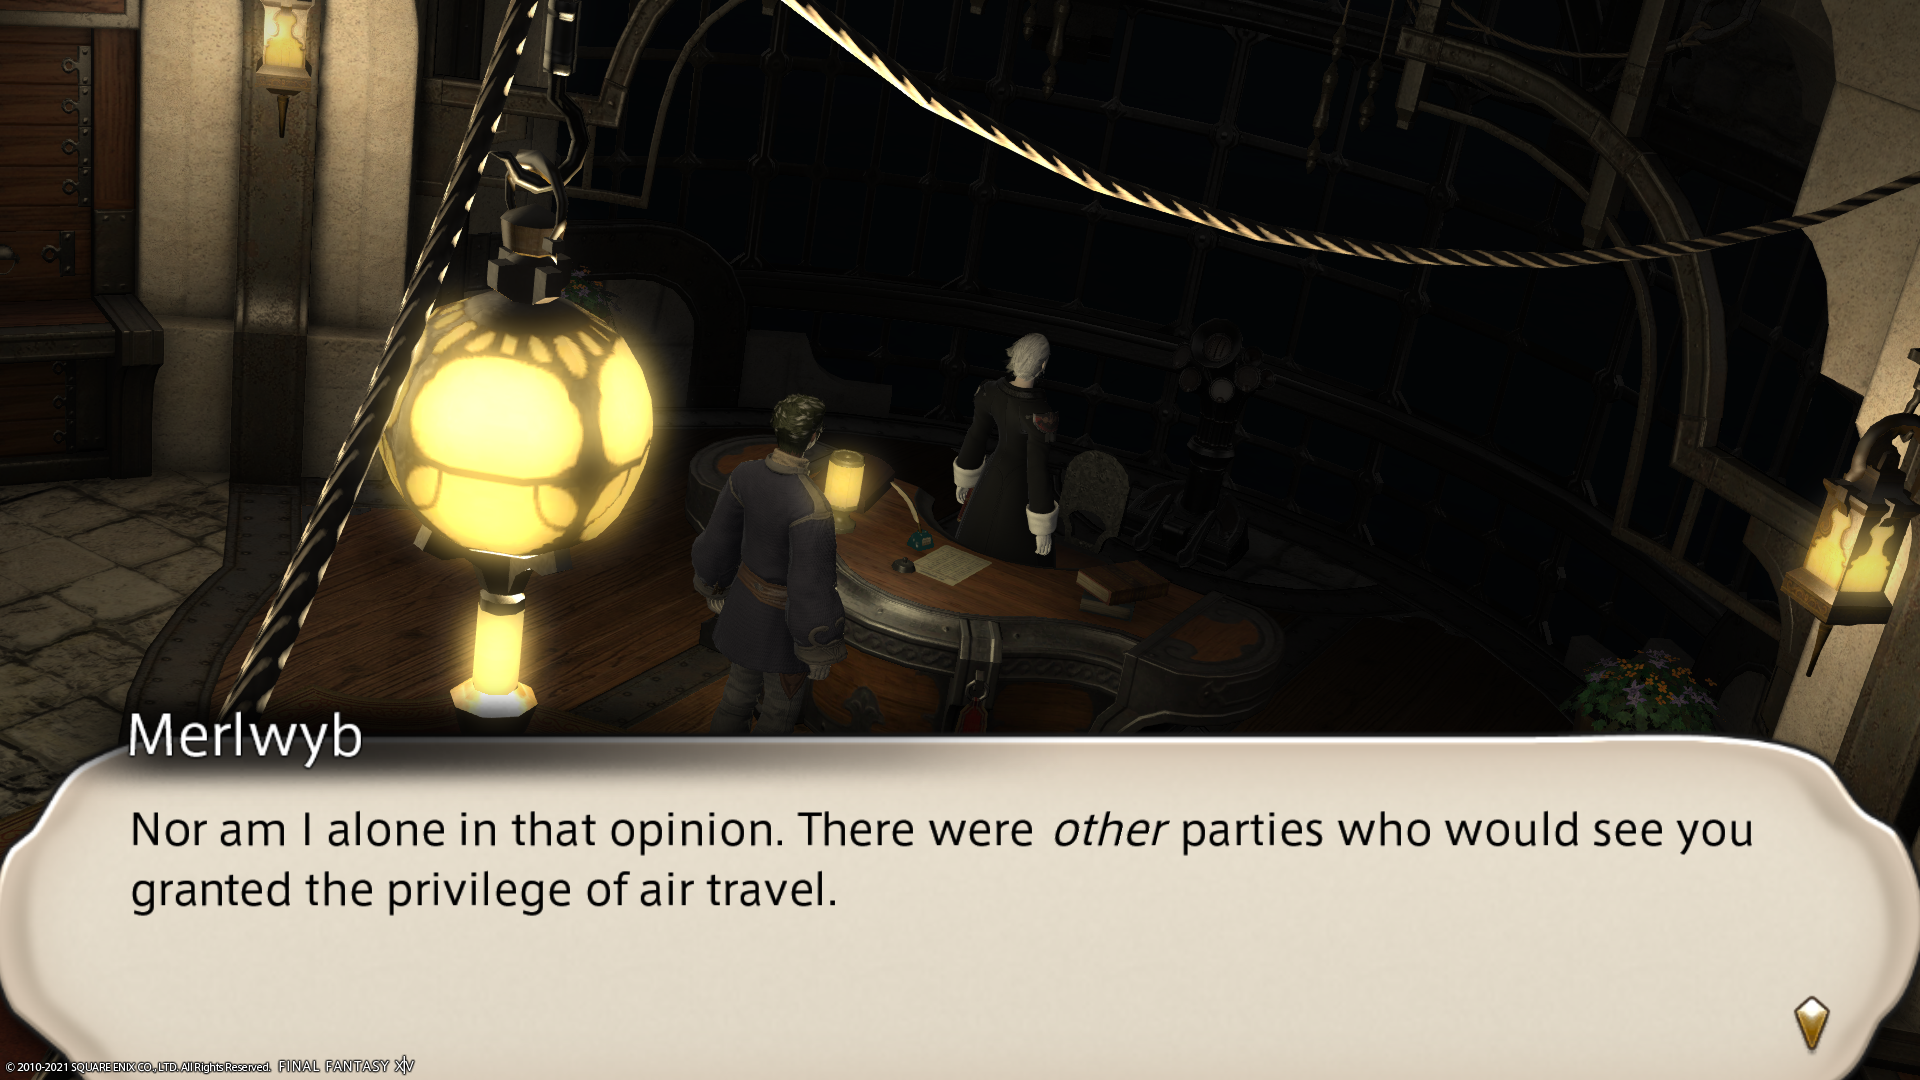 Merlwyb
Nor am I alone in that opinion. There were other parties who would see you
granted the privilege of air travel.
© 2010-2021 SQUARE ENIX CO., LTD. All Rights Reserved. FINAL FANTASY XIV